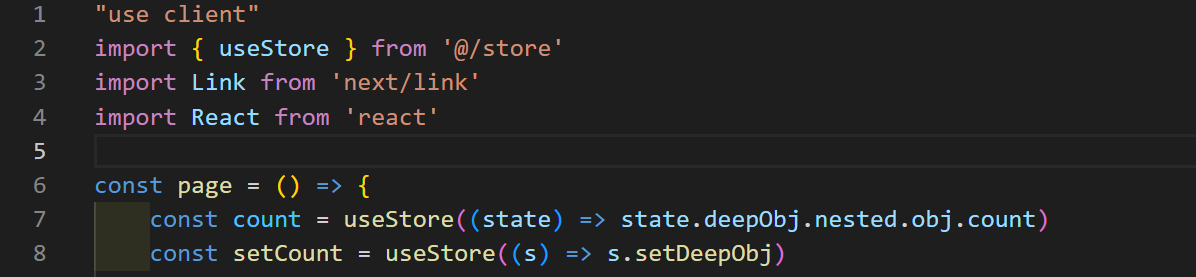 1 "use client"
2 import { useStore } from '@/store'
3 import Link from 'next/link'
4 import React from 'react'
5
6 const page = () => {
7 const count = useStore((state) => state.deepObj.nested.obj.count)
8 const setCount = useStore((s) => s.setDeepObj)